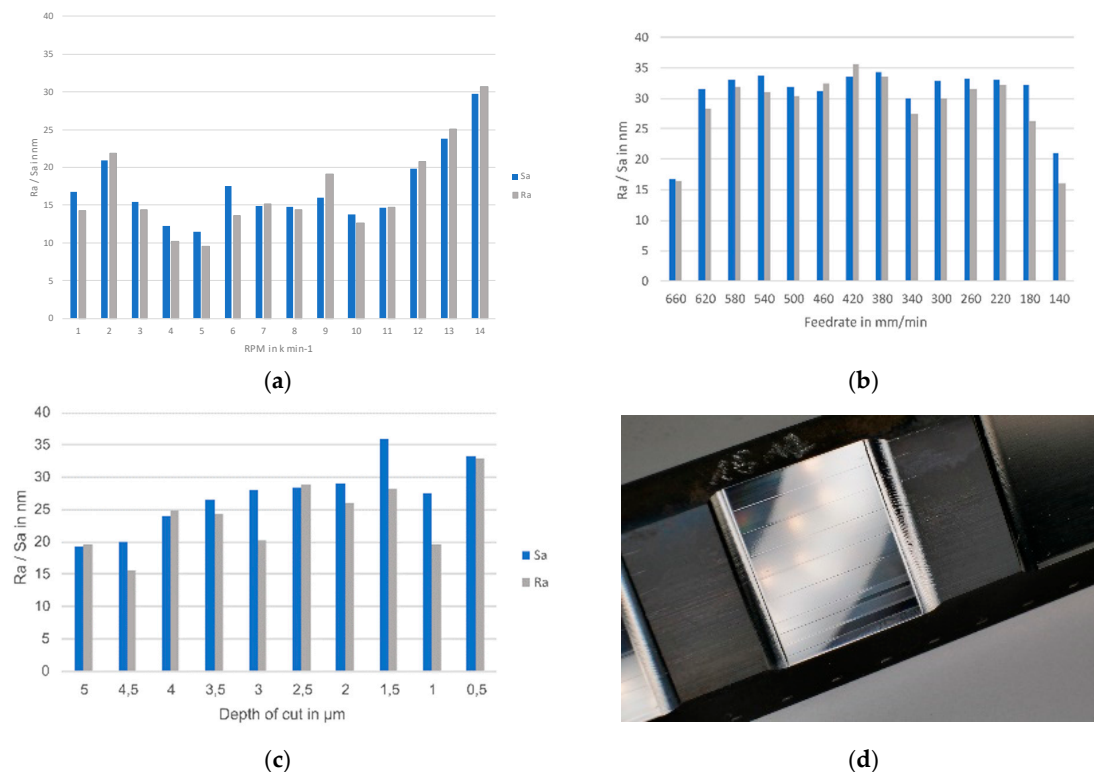 40
35
30
25
20
15
10
5
0
Ra / Sa in nm
1 2 3 4 5 6 7 8 9 10 11 12 13 14
RPM in k min-1
Sa
Ra
(a)
40
35
30
25
20
15
10
5
0
Ra / Sa in nm
660 620 580 540 500 460 420 380 340 300 260 220 180 140
Feedrate in mm/min
(b)
40
35
30
25
20
15
10
5
0
Ra / Sa in nm
5 4,5 4 3,5 3 2,5 2 1,5 1 0,5
Depth of cut in µm
Sa
Ra
(c)
(d)